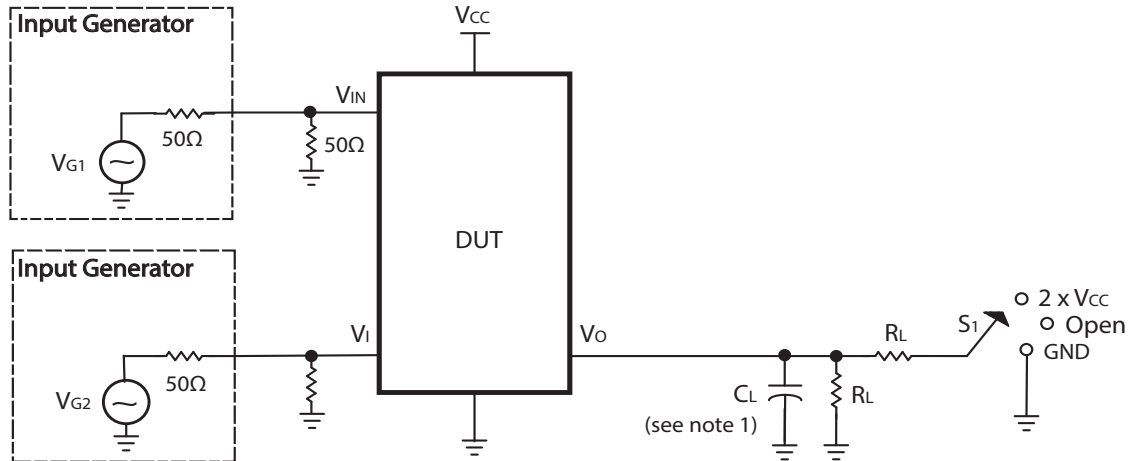 Input Generator
VCC
VIN
50Ω
50Ω
VG1
DUT
Input Generator
2 x VCC
S1
Open
VI
VO
RL
GND
50Ω
VG2
CL
RL
(see note 1)